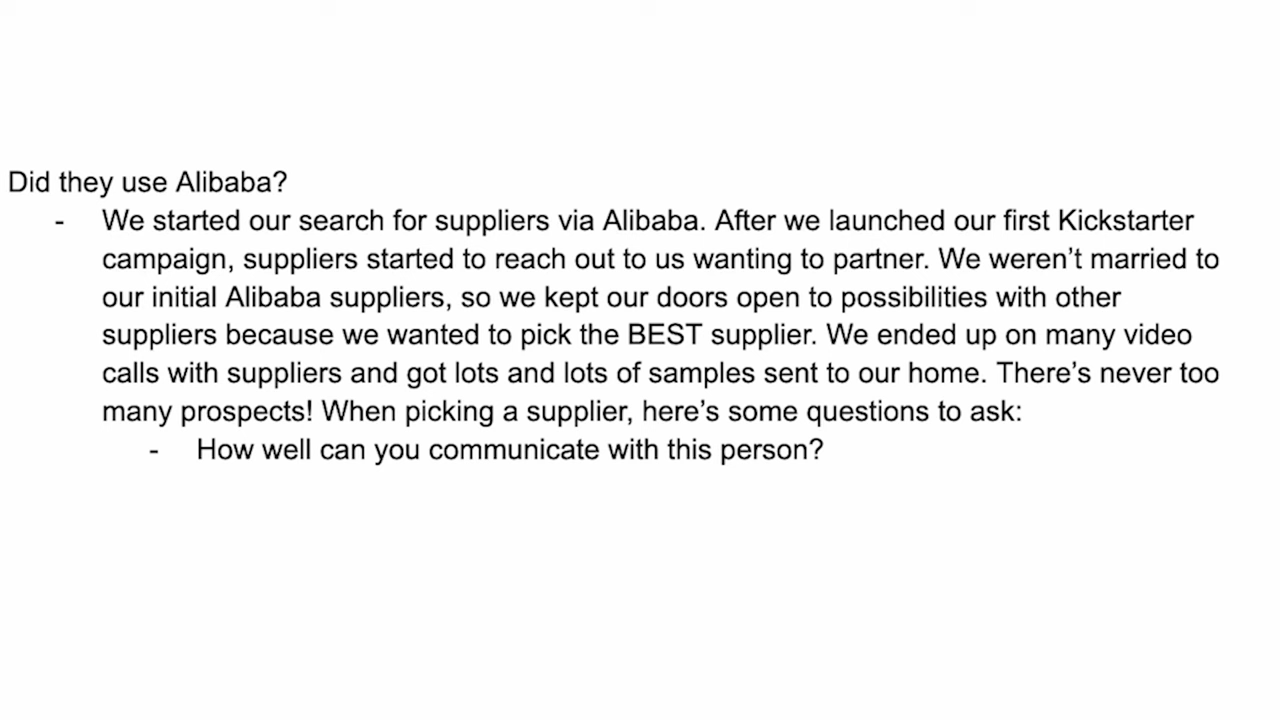 Did they use Alibaba?
- We started our search for suppliers via Alibaba. After we launched our first Kickstarter
campaign, suppliers started to reach out to us wanting to partner. We weren’t married to
our initial Alibaba suppliers, so we kept our doors open to possibilities with other
suppliers because we wanted to pick the BEST supplier. We ended up on many video
calls with suppliers and got lots and lots of samples sent to our home. There’s never too
many prospects! When picking a supplier, here’s some questions to ask:
- How well can you communicate with this person?